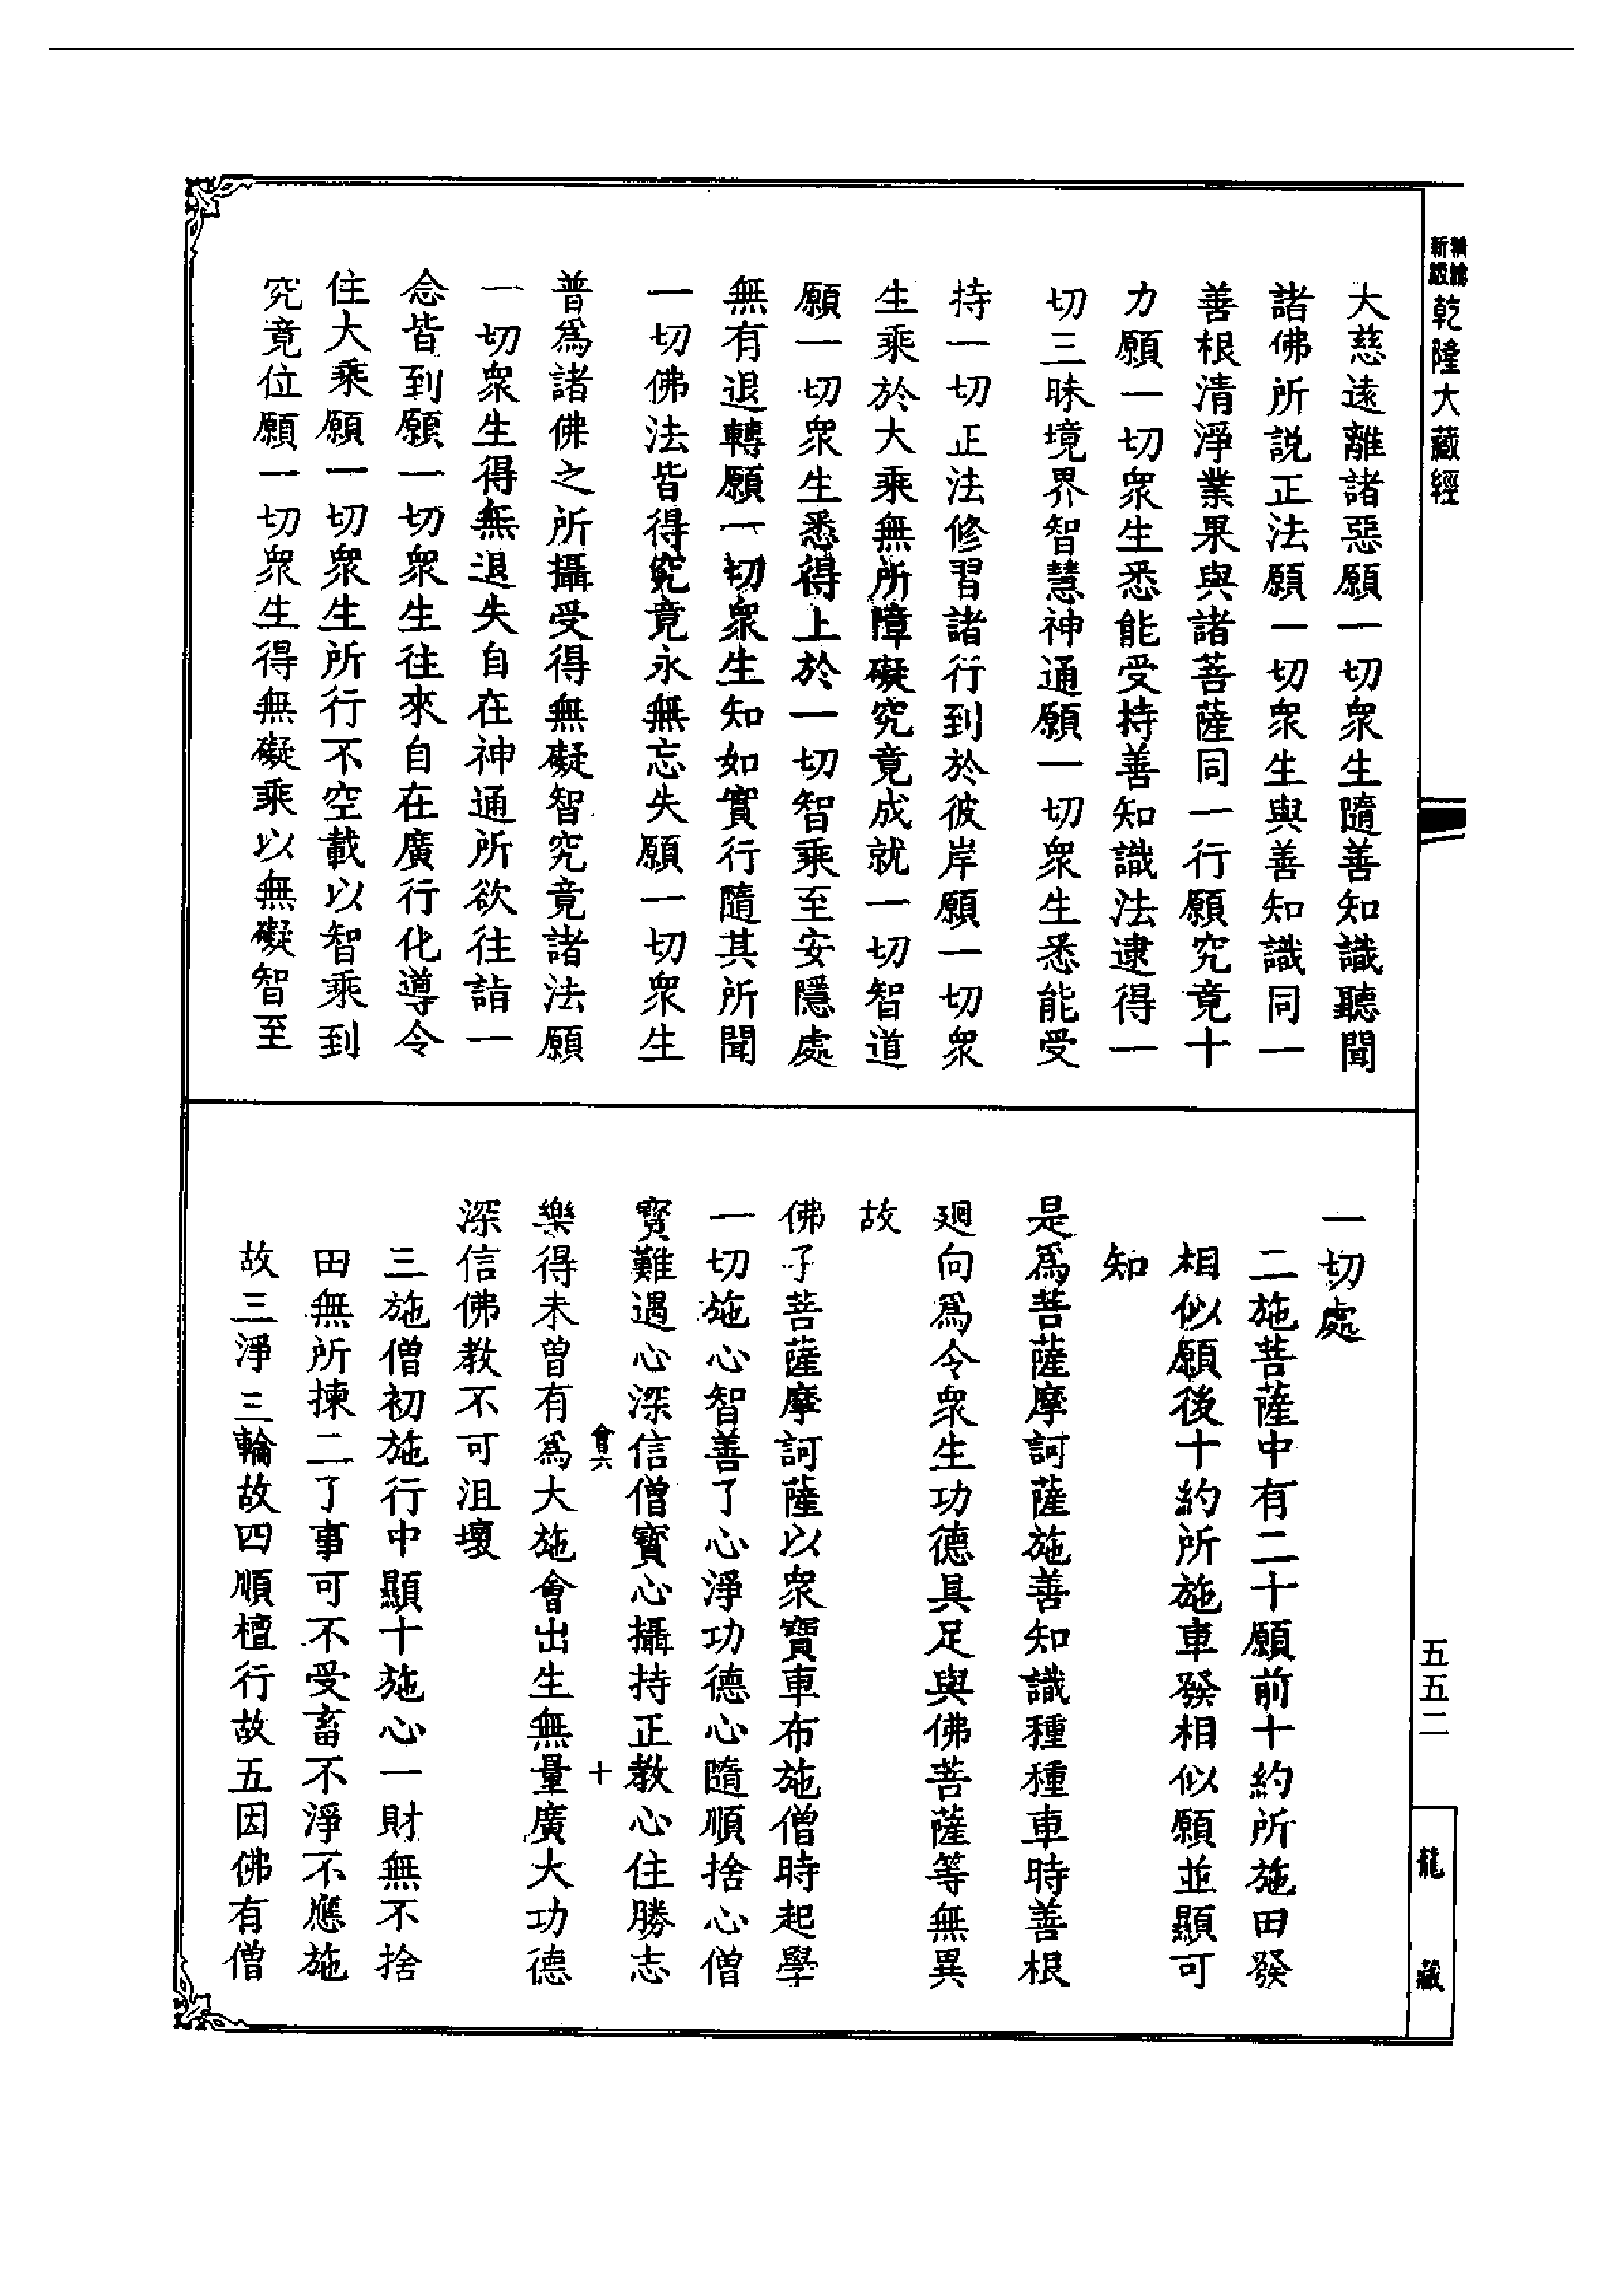 新
乾隆大藏經
大慈遠離諸惡願一切衆生隨善知識聽聞
諸佛所説正法願一切衆生與善知識同一
善根清淨業果與諸菩薩同一行願究竟十
力願一切衆生悉能受持善知識法逮得一
切三昧境界智慧神通願一切衆生悉能受
持一切正法修習諸行到於彼岸願一切衆
生乘於大乘無所障礙究竟成就一切智道
願一切衆生悉得上於一切智乘至安隱處
無有退轉願一切衆生知如實行隨其所聞
一切佛法皆得究竟永無忘失願一切衆生
普爲諸佛之所攝受得無礙智究竟諸法願
一切衆生得無退失自在神通所欲往詣一
念皆到願一切衆生往來自在廣行化導令
住大乘願一切衆生所行不空載以智乘到
究竟位願一切衆生得無礙乘以無礙智至
一切處
二施菩薩中有二十願前十約所施田發
相似願後十約所施車發相似願並顯可
知
是爲菩薩摩訶薩施善知識種種車時善根
廻向爲令衆生功德具足與佛菩薩等無異
故
佛子菩薩摩訶薩以衆寶車布施僧時起學
一切施心智善了心淨功德心隨順捨心僧
寳難遇心深信僧寳心攝持正教心住勝志
會六
十
樂得未曾有爲大施會出生無量廣大功德
深信佛教不可沮壞
三施僧初施行中顯十施心一財無不捨
田無所揀二了事可不受畜不淨不應施
故三淨三輪故四順檀行故五因佛有僧
五五二
龍藏